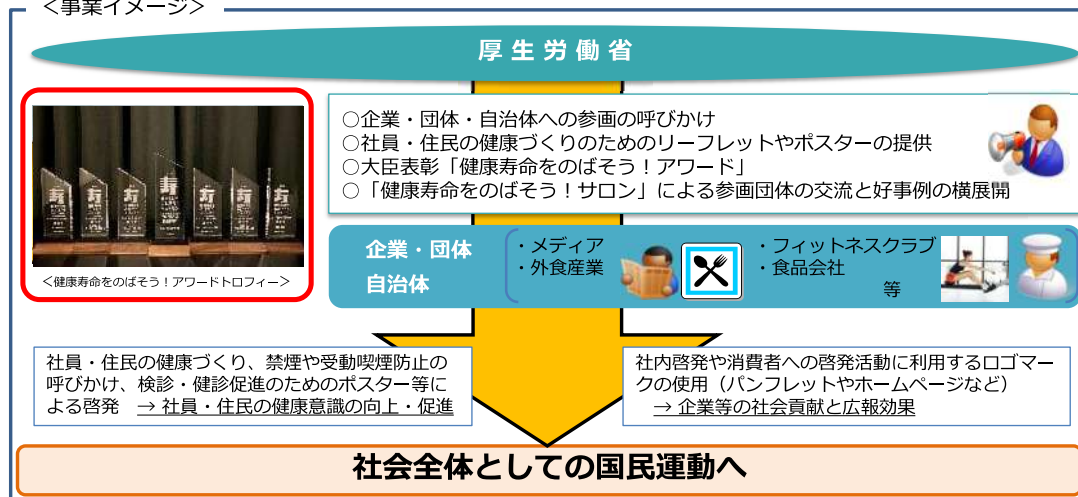 <事業イメージ>
厚生労働省
○企業・団体・自治体への参画の呼びかけ
○社員・住民の健康づくりのためのリーフレットやポスターの提供
○大臣表彰「健康寿命をのばそう！アワード」
○「健康寿命をのばそう！サロン」による参画団体の交流と好事例の横展開
寿
寿
寿
寿
寿
寿
<健康寿命をのばそう！アワードトロフィー>
企業・団体
自治体
・メディア
・外食産業
・フィットネスクラブ
・食品会社
等
社員・住民の健康づくり、禁煙や受動喫煙防止の
呼びかけ、検診・健診促進のためのポスター等に
よる啓発 → 社員・住民の健康意識の向上・促進
社内啓発や消費者への啓発活動に利用するロゴマー
クの使用（パンフレットやホームページなど）
→ 企業等の社会貢献と広報効果
社会全体としての国民運動へ